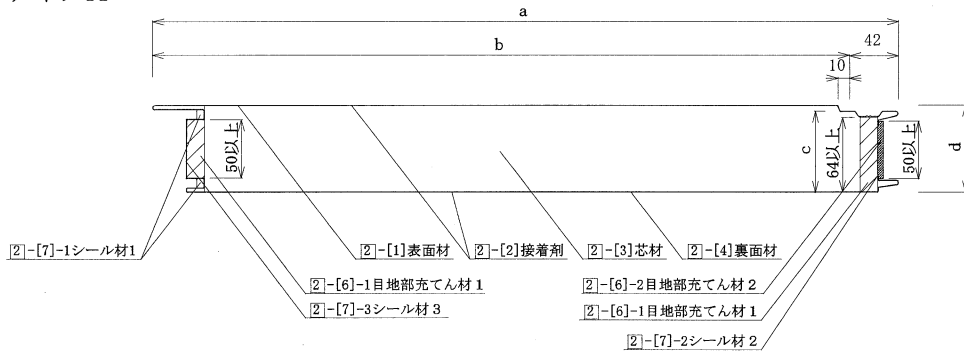 a
b
42
10
50以上
c
64以上
50以上
d
2-[7]-1シール材1
2-[1]表面材
2-[2]接着剤
2-[3]芯材
2-[4]裏面材
2-[6]-1目地部充てん材1
2-[6]-2目地部充てん材2
2-[7]-3シール材3
2-[6]-1目地部充てん材1
2-[7]-2シール材2